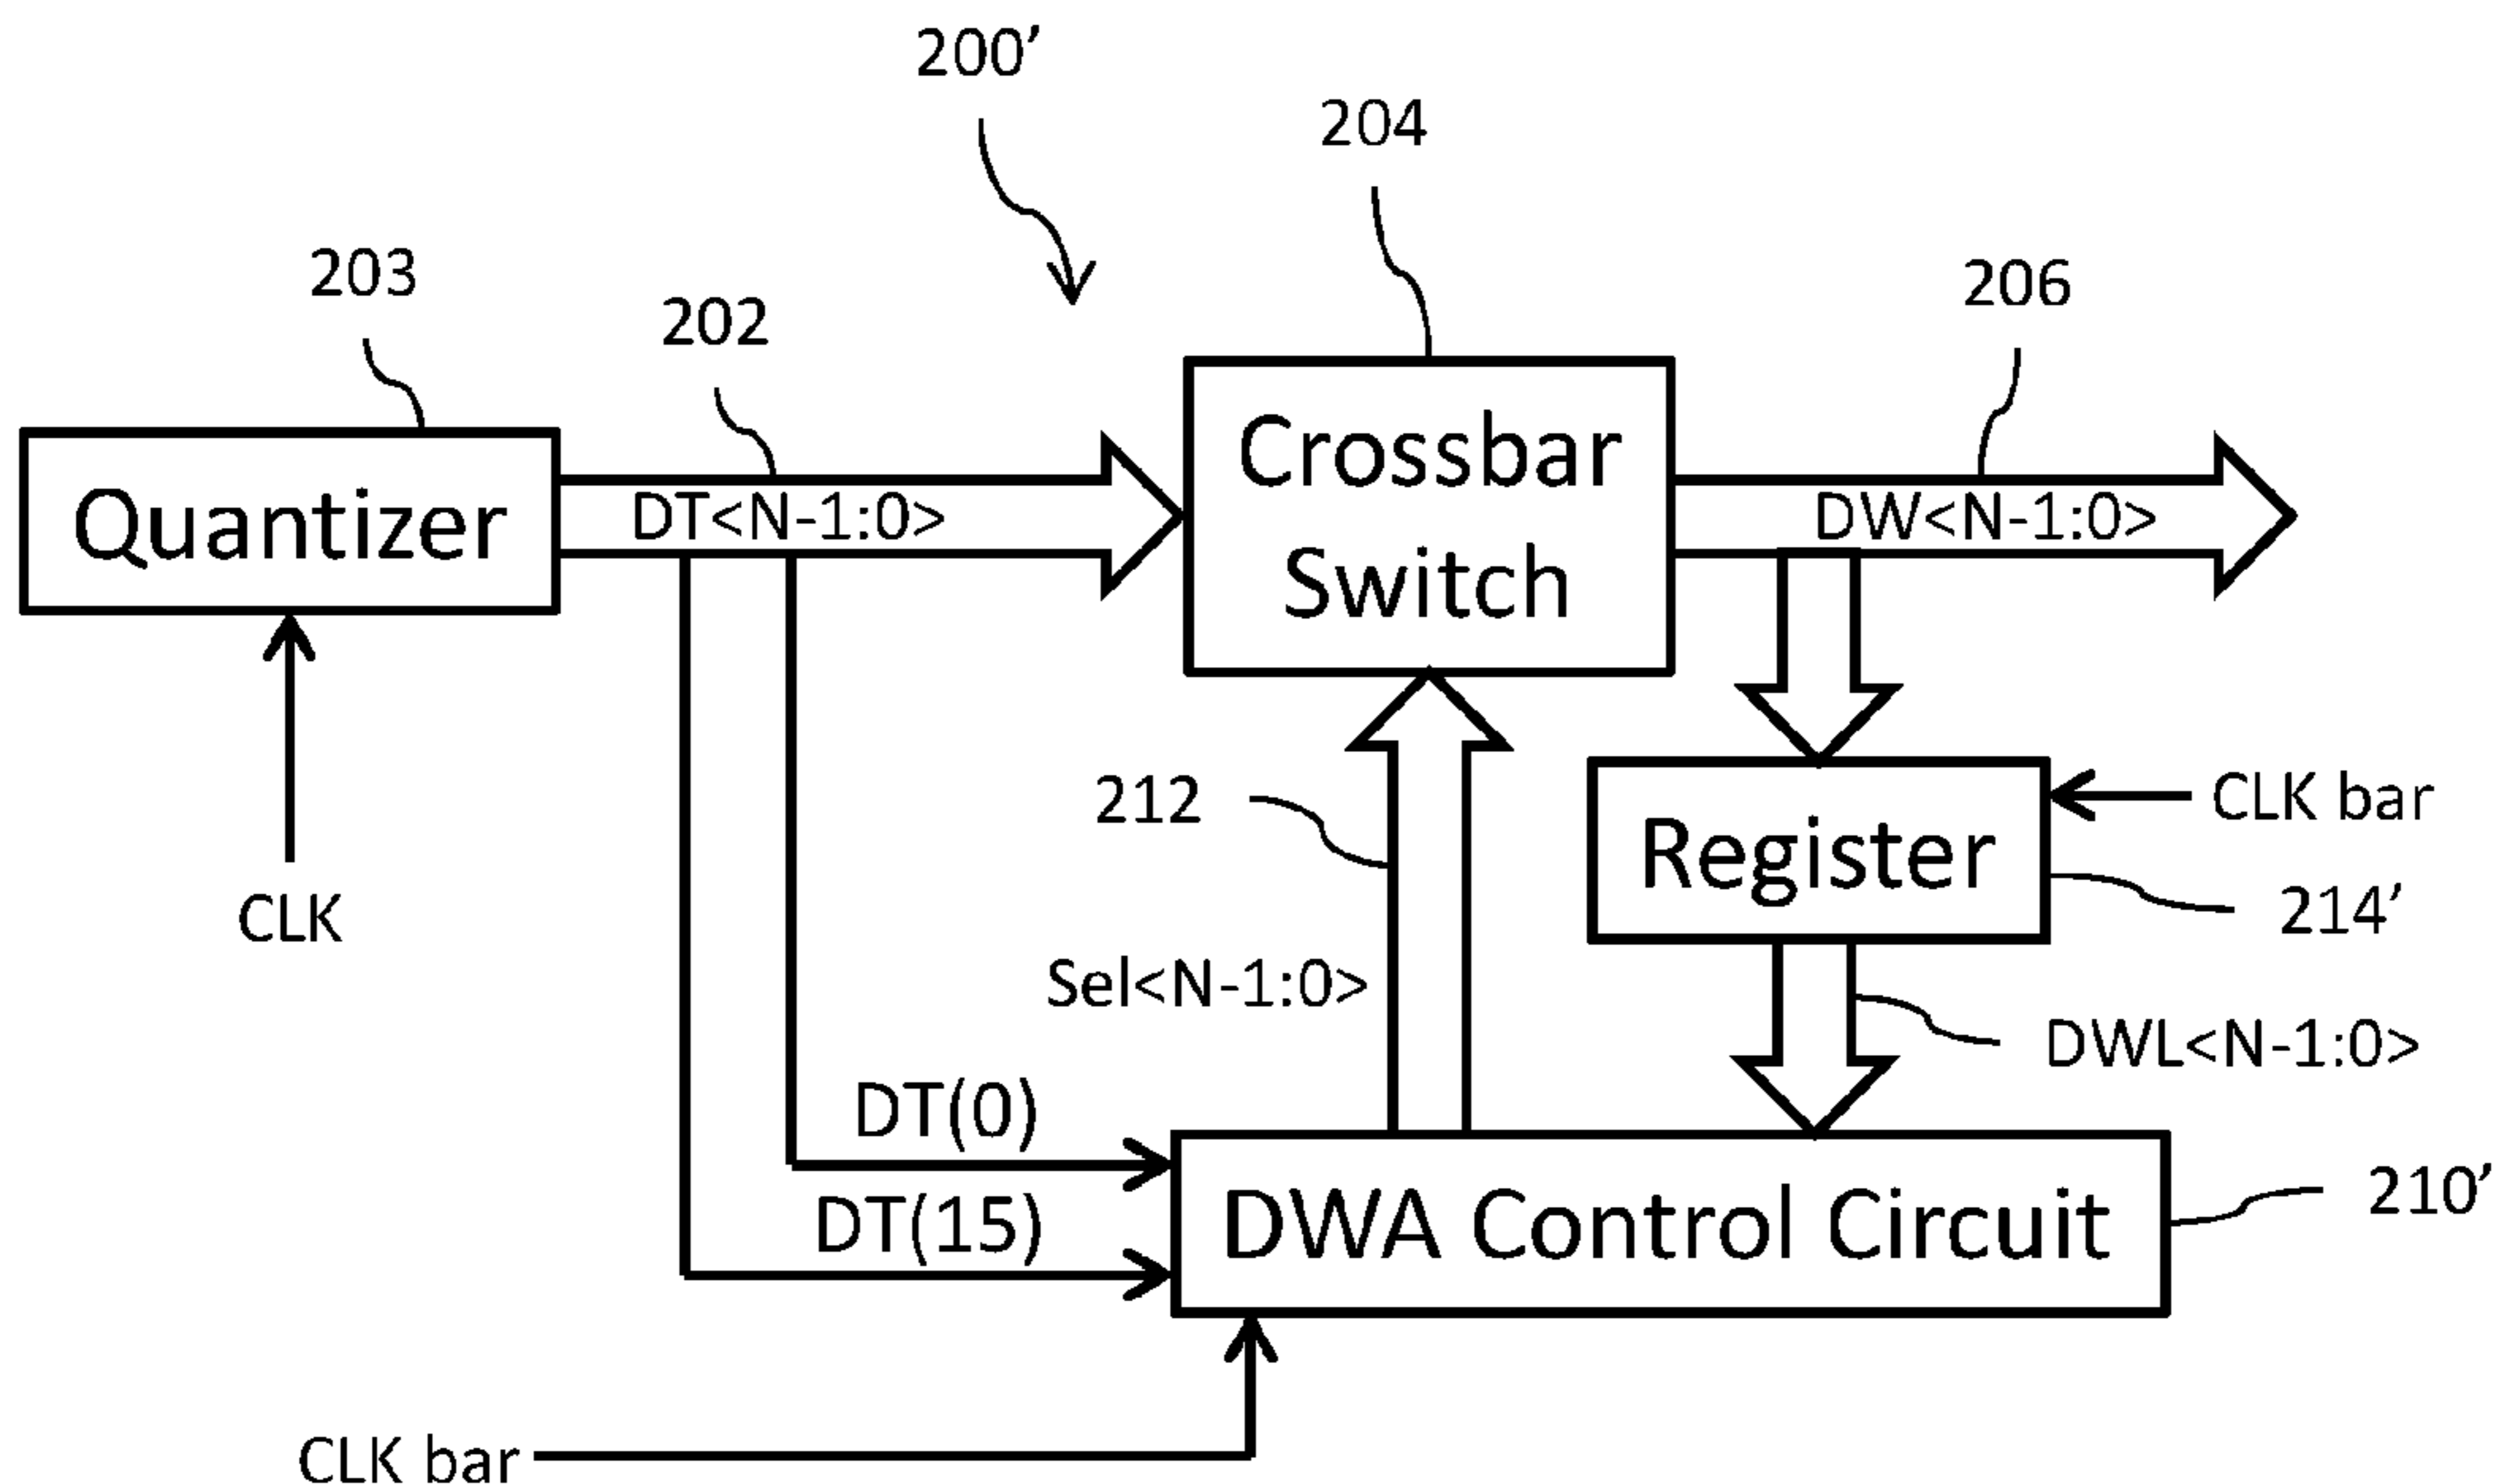 200’
204
203
202
206
Crossbar
Switch
Quantizer
DT<N-1:0>
DW<N-1:0>
212
CLK bar
Register
CLK
214’
Sel<N-1:0>
DWL<N-1:0>
DT(0)
DT(15)
DWA Control Circuit
210’
CLK bar